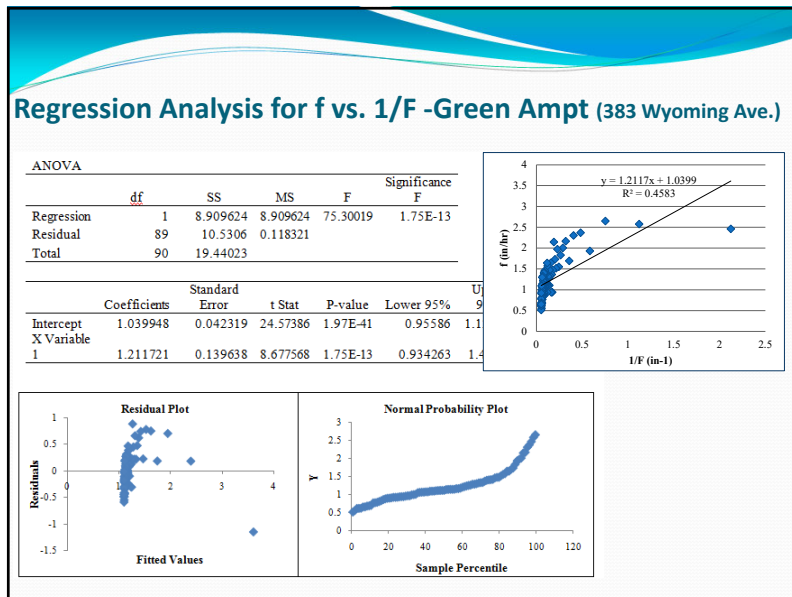 Regression Analysis for f vs. 1/F -Green Ampt (383 Wyoming Ave.)
ANOVA
df SS MS F Significance F
Regression 1 8.909624 8.909624 75.30019 1.75E-13
Residual 89 10.5306 0.118321
Total 90 19.44023
Coefficients Standard Error t Stat P-value Lower 95%
Intercept 1.039948 0.042319 24.57386 1.97E-41 0.95586
X Variable 1 1.211721 0.139638 8.677568 1.75E-13 0.934263
y = 1.2117x + 1.0399
R² = 0.4583
f (in/hr)
4
3.5
3
2.5
2
1.5
1
0.5
0
0 0.5 1 1.5 2 2.5
1/F (in-1)
Residual Plot
Residuals
1
0.5
0
-0.5
-1
-1.5
0 1 2 3 4
Fitted Values
Normal Probability Plot
Y
3
2.5
2
1.5
1
0.5
0
0 20 40 60 80 100 120
Sample Percentile